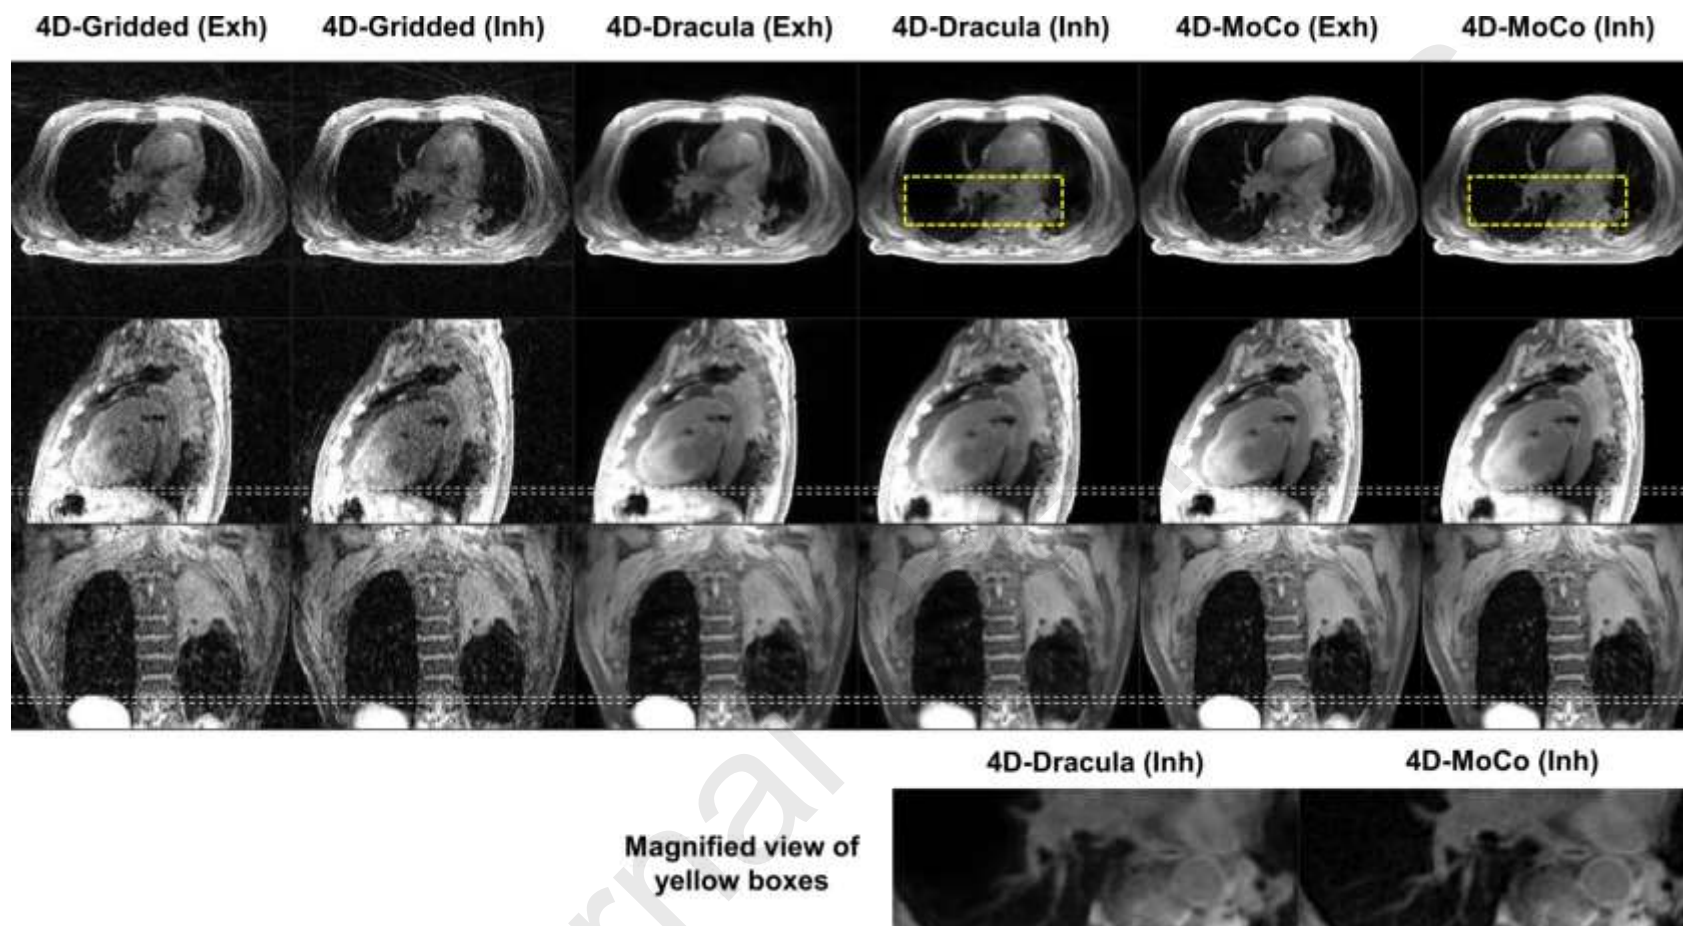 4D-Gridded (Exh) 4D-Gridded (Inh) 4D-Dracula (Exh) 4D-Dracula (Inh) 4D-MoCo (Exh) 4D-MoCo (Inh)
4D-Dracula (Inh) 4D-MoCo (Inh)
Magnified view of
yellow boxes